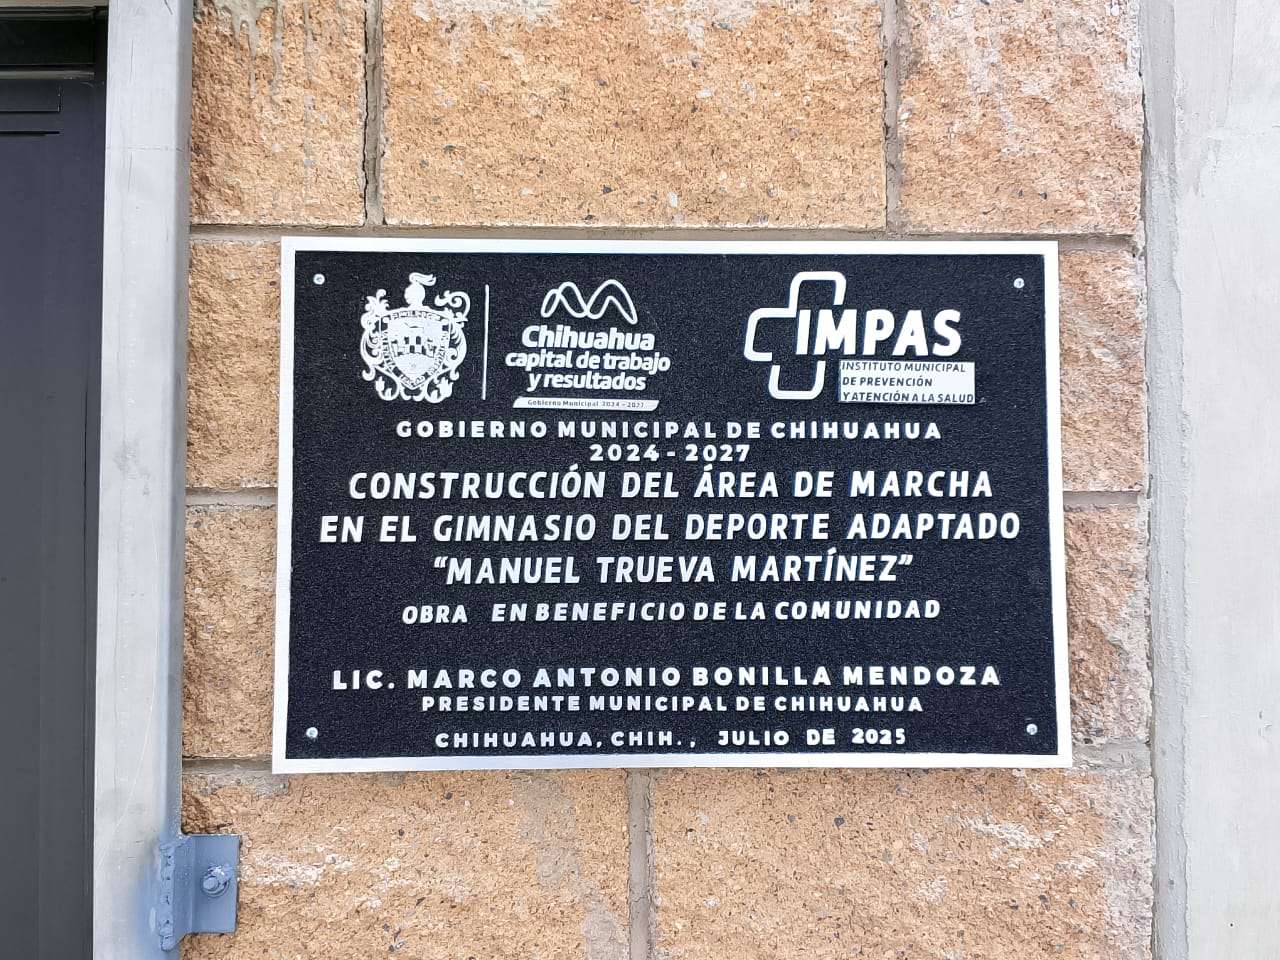 Chihuahua
capital de trabajo
y resultados
Gobierno Municipal 2024 - 2027
IMPAS
INSTITUTO MUNICIPAL
DE PREVENCIÓN
Y ATENCIÓN A LA SALUD
GOBIERNO MUNICIPAL DE CHIHUAHUA
2024 - 2027
CONSTRUCCIÓN DEL ÁREA DE MARCHA
EN EL GIMNASIO DEL DEPORTE ADAPTADO
“MANUEL TRUEVA MARTÍNEZ”
OBRA EN BENEFICIO DE LA COMUNIDAD
LIC. MARCO ANTONIO BONILLA MENDOZA
PRESIDENTE MUNICIPAL DE CHIHUAHUA
CHIHUAHUA, CHIH., JULIO DE 2025